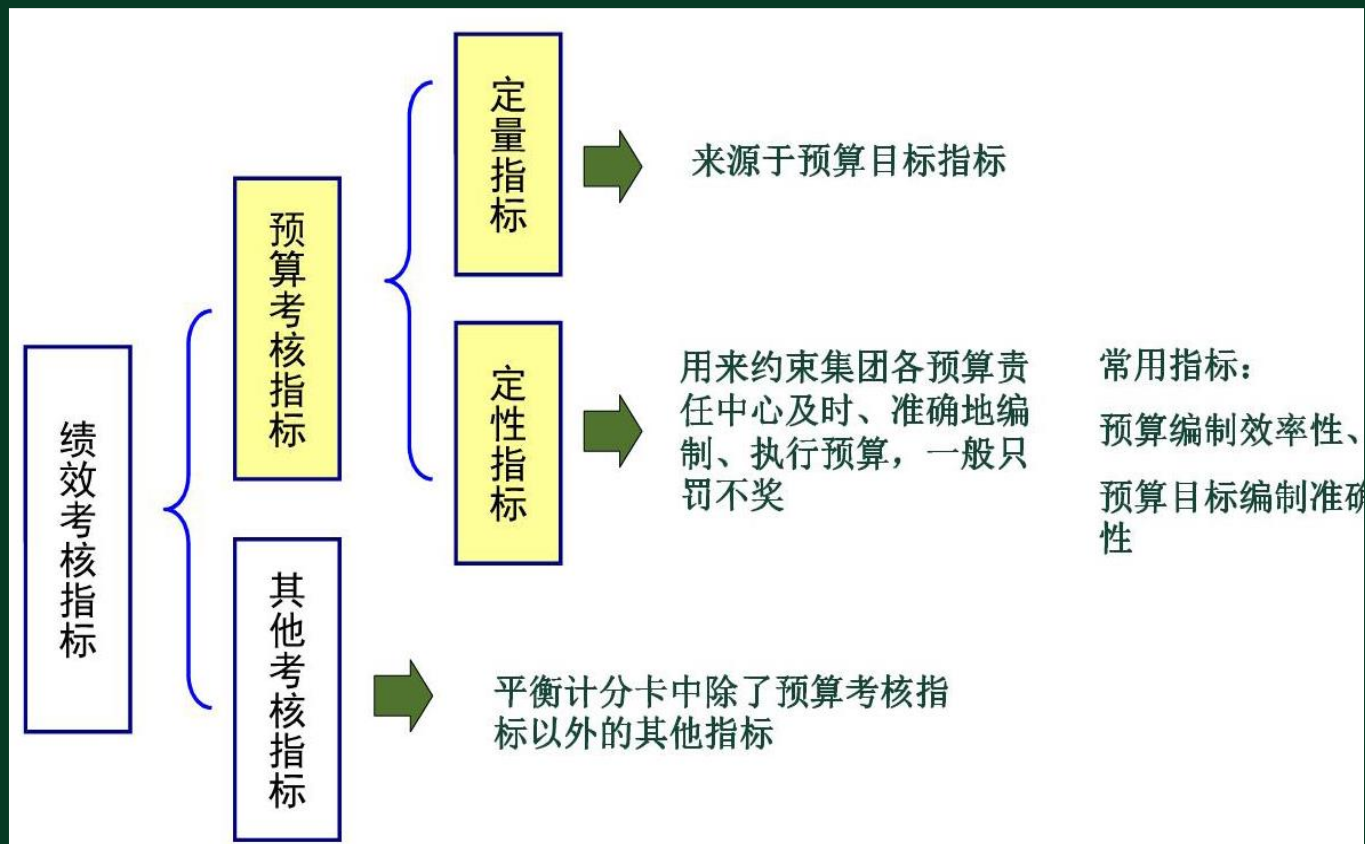 绩效考核指标
预算考核指标
其他考核指标
定量指标
来源于预算目标指标
定性指标
用来约束集团各预算责
任中心及时、准确地编
制、执行预算，一般只
罚不奖
常用指标：
预算编制效率性、
预算目标编制准确
性
平衡计分卡中除了预算考核指
标以外的其他指标